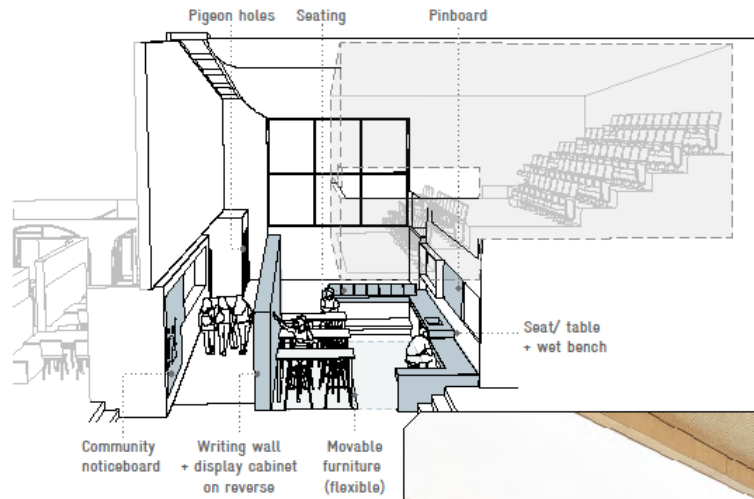 Pigeon holes
Seating
Pinboard
Seat/ table
+ wet bench
Community
noticeboard
Writing wall
+ display cabinet
on reverse
Movable
furniture
(flexible)